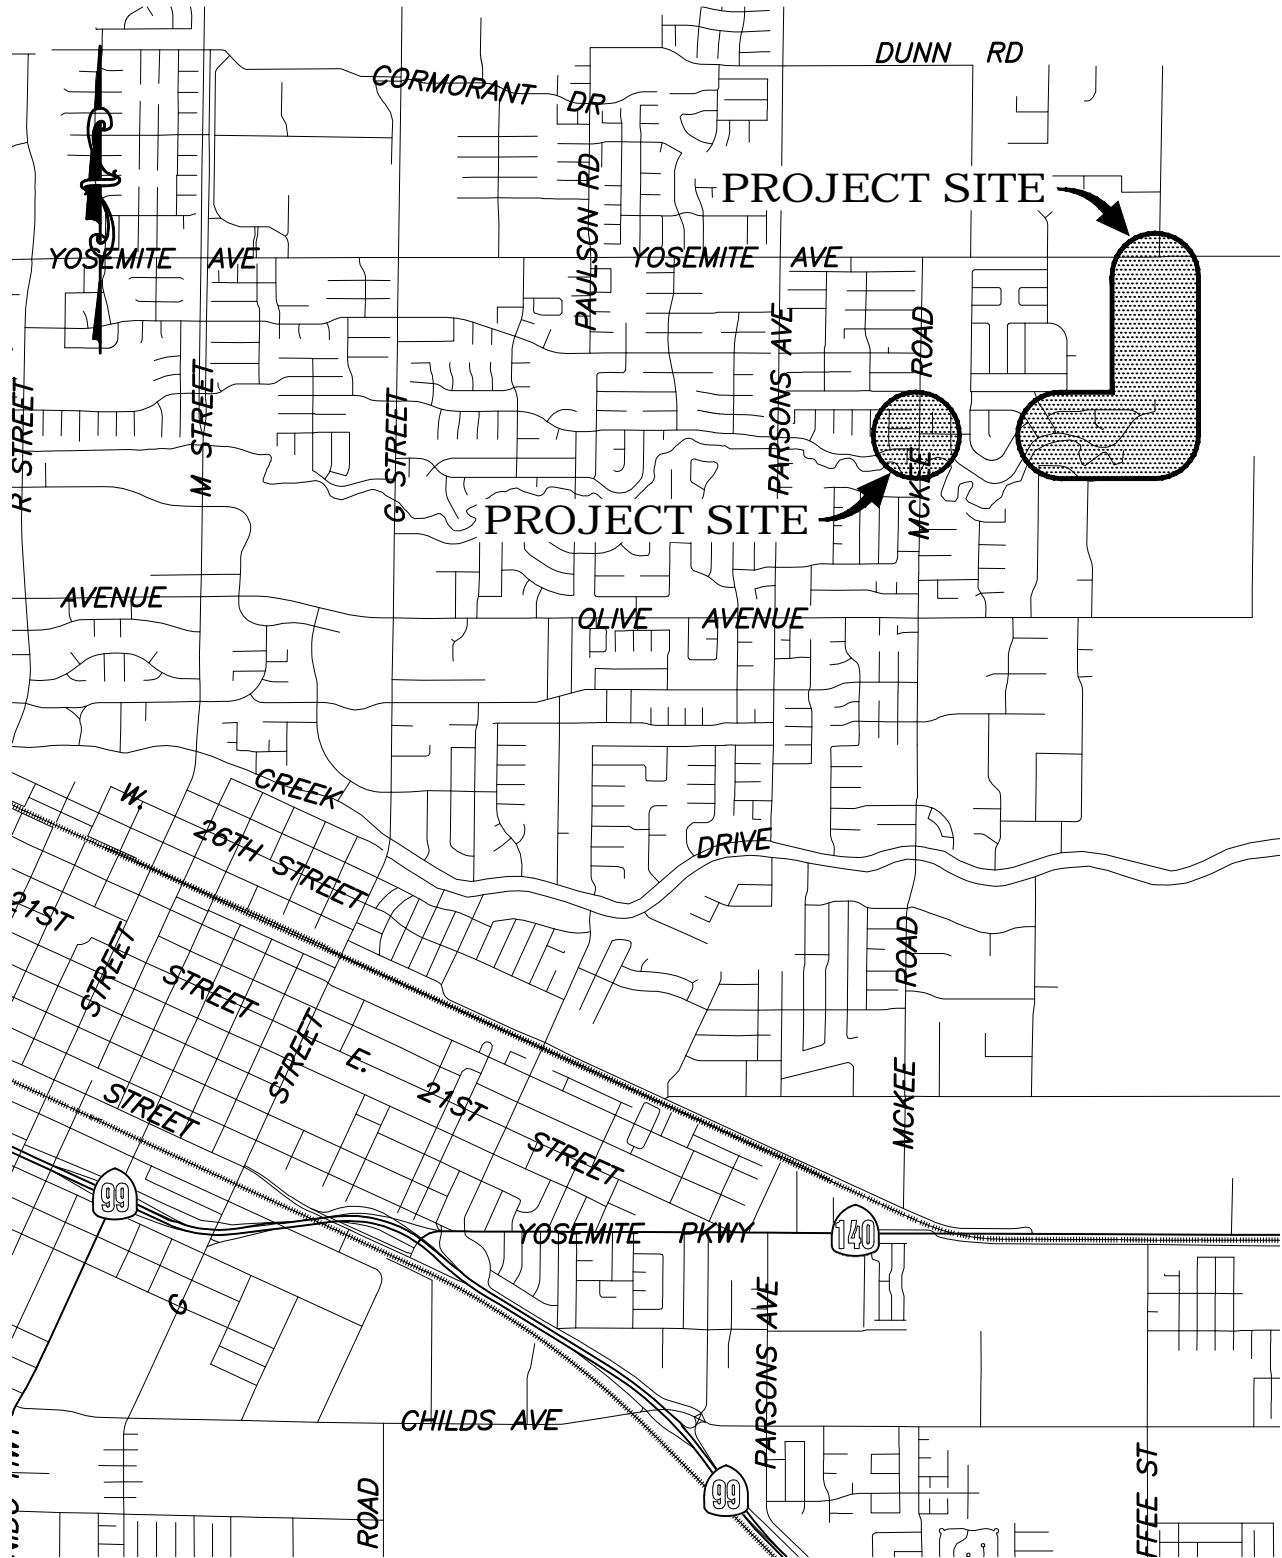 DUNN RD
CORMORANT DR
PAULSON RD
PROJECT SITE
YOSEMITE AVE
YOSEMITE AVE
PARSONS AVE
MCKEE ROAD
R STREET
M STREET
G STREET
PROJECT SITE
AVENUE
OLIVE AVENUE
W.
CREEK
DRIVE
26TH STREET
21ST
STREET
STREET
STREET
E.
21ST
STREET
STREET
MCKEE ROAD
99
YOSEMITE PKWY
140
G
PARSONS AVE
CHILDS AVE
99
ROAD